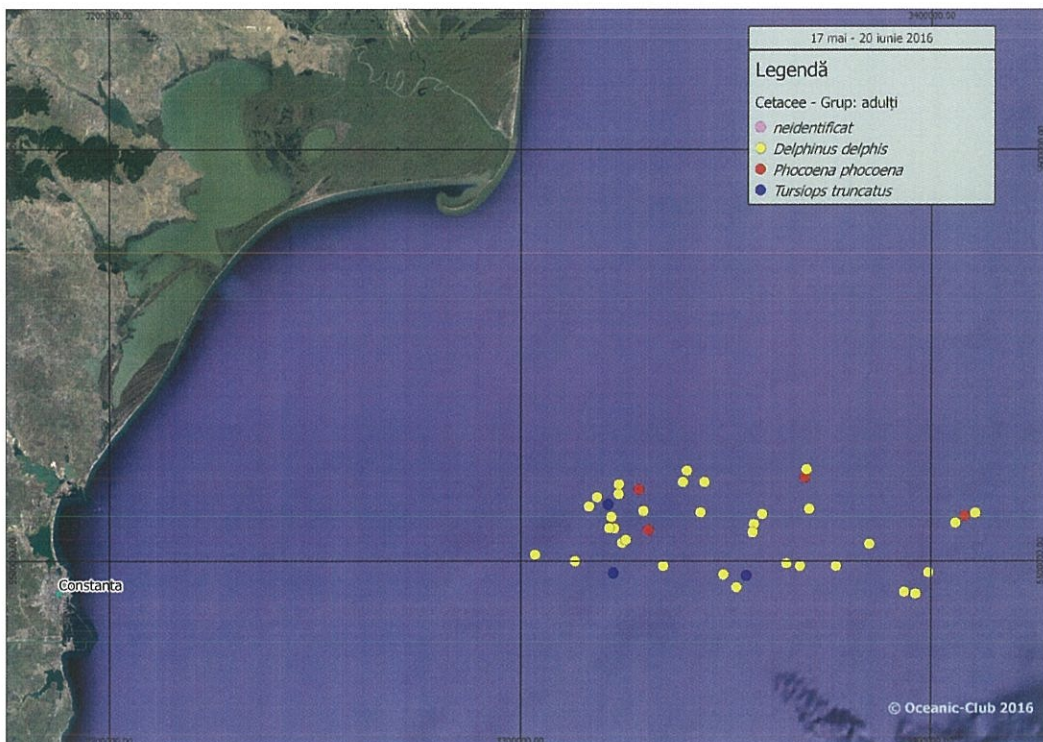 17 mai - 20 iunie 2016
Legendă
Cetacee - Grup: adulți
neidentificat
Delphinus delphis
Phocoena phocoena
Tursiops truncatus
Constanta
© Oceanic-Club 2016